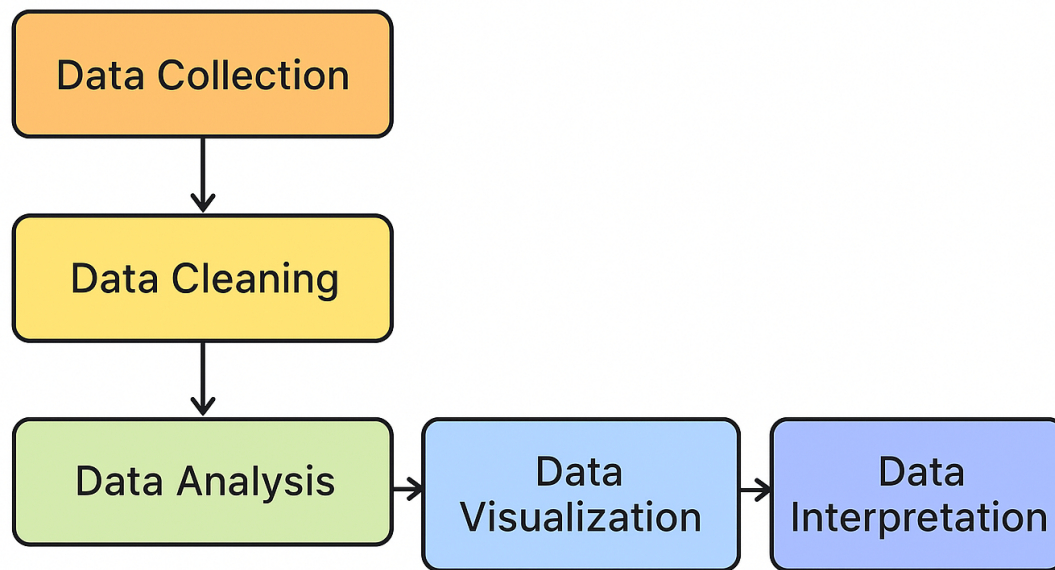 Data Collection
Data Cleaning
Data Analysis
Data
Visualization
Data
Interpretation